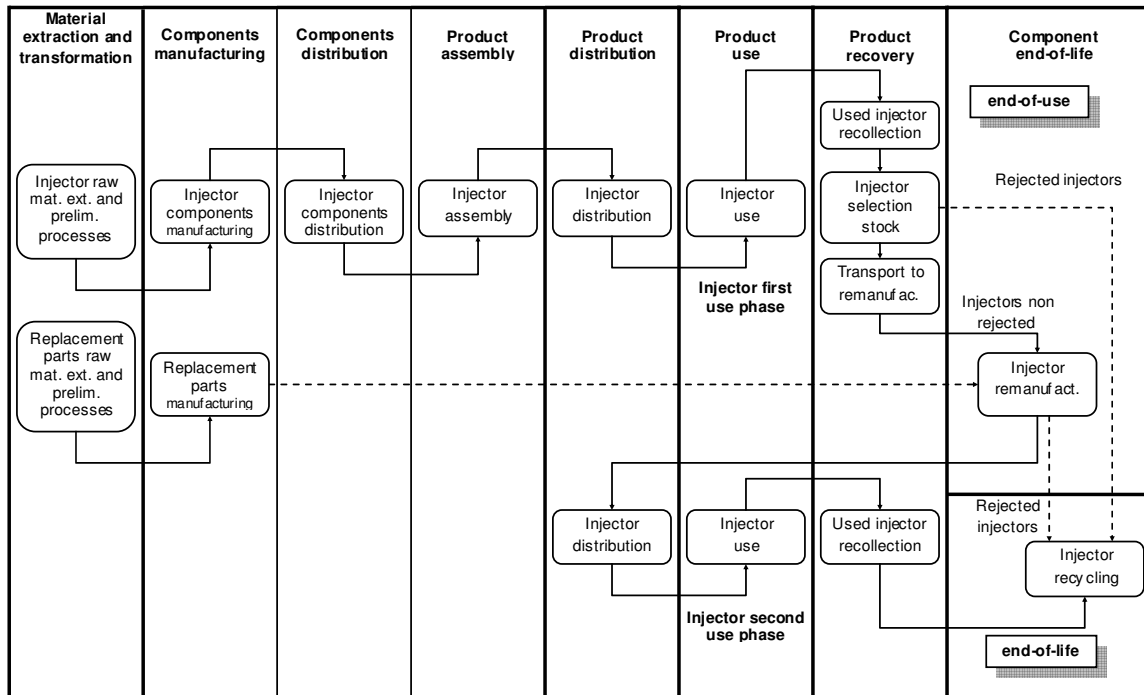 Material
extraction and
transformation
Components
manufacturing
Components
distribution
Product
assembly
Product
distribution
Product
use
Product
recovery
Component
end-of-life
end-of-use
Used injector
recollection
Injector raw
mat. ext. and
prelim.
processes
Injector
components
manufacturing
Injector
components
distribution
Injector
assembly
Injector
distribution
Injector
use
Injector
selection
stock
Rejected injectors
Transport to
remanufac.
Injector first
use phase
Injectors non
rejected
Replacement
parts raw
mat. ext. and
prelim.
processes
Replacement
parts
manufacturing
Injector
remanufact.
Injector
distribution
Injector
use
Used injector
recollection
Rejected
injectors
Injector
recycling
Injector second
use phase
end-of-life